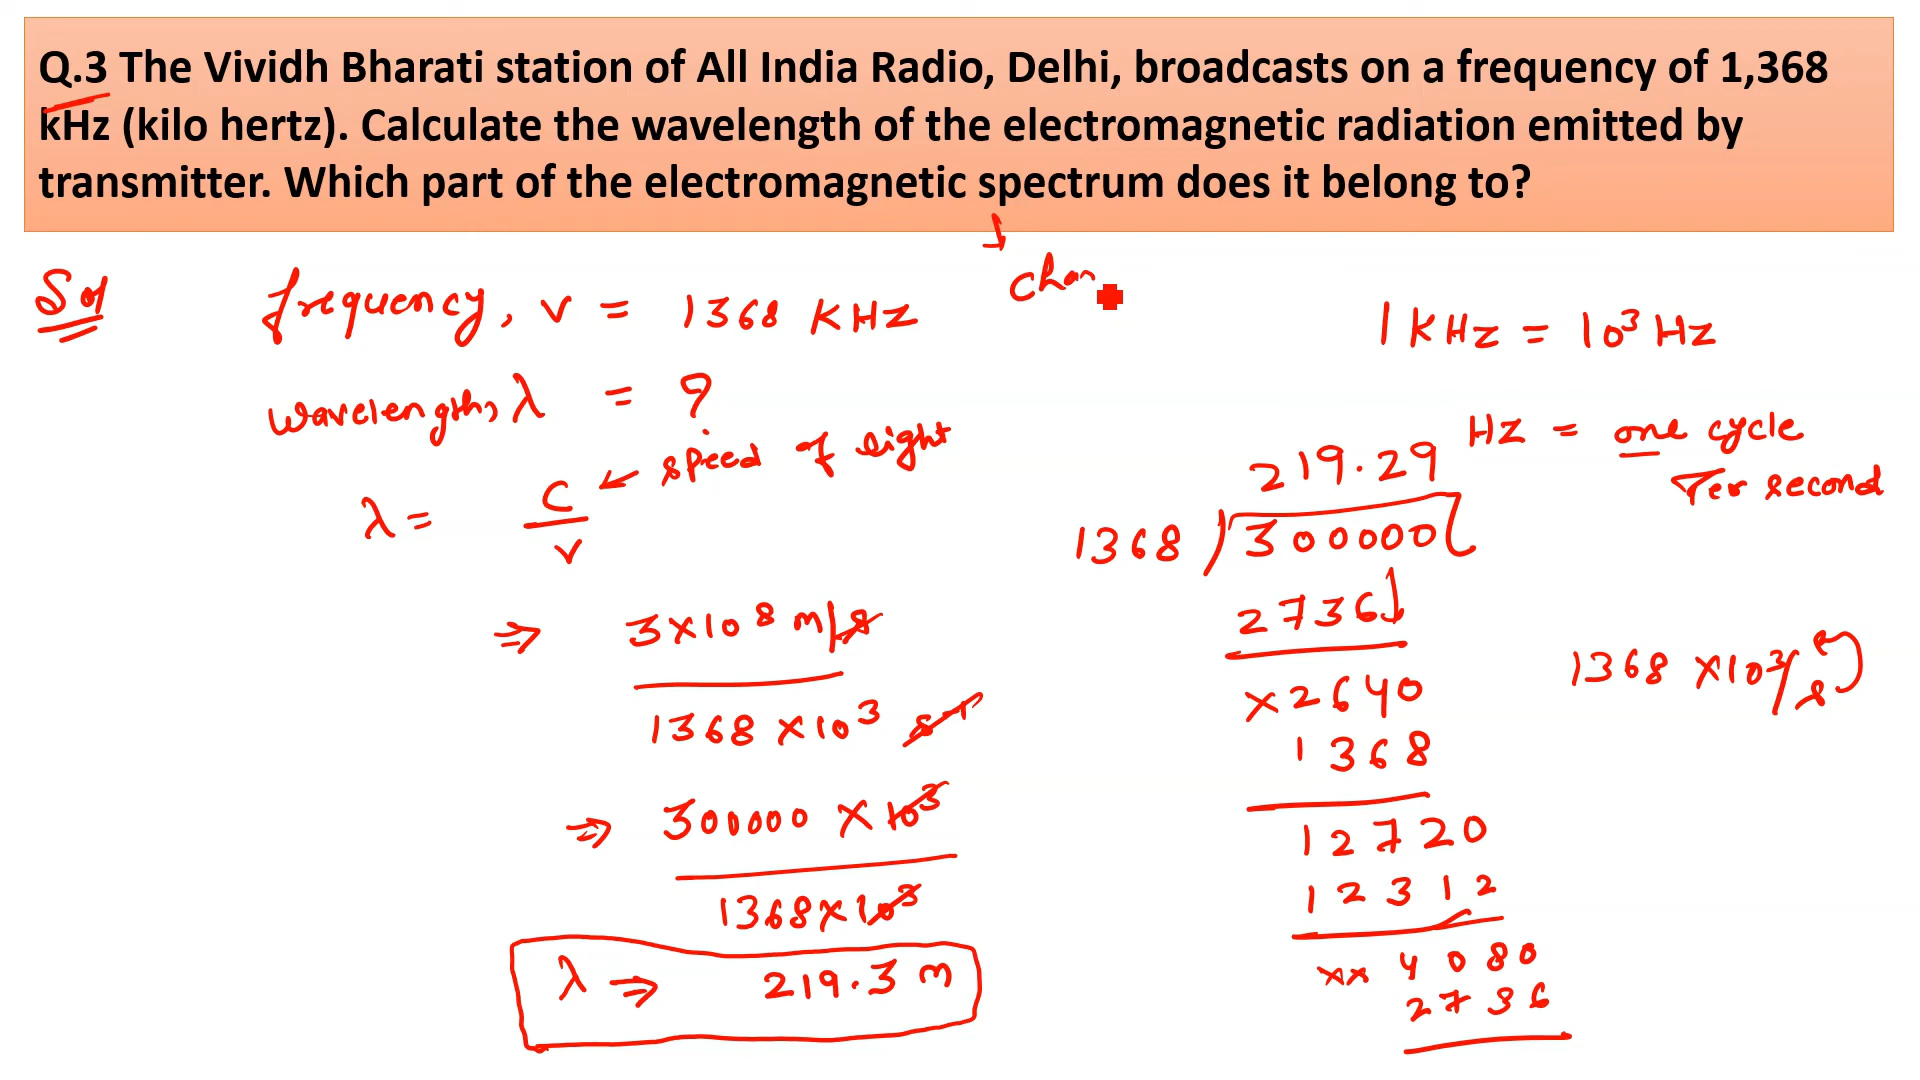 Q.3 The Vividh Bharati station of All India Radio, Delhi, broadcasts on a frequency of 1,368
kHz (kilo hertz). Calculate the wavelength of the electromagnetic radiation emitted by
transmitter. Which part of the electromagnetic spectrum does it belong to?
Sol
frequency, ν = 1368 KHZ
Chan
1 KHz = 10³ Hz
wavelength, λ = ?
HZ = one cycle
Per second
λ = C ← speed of light
ν
⇒ 3×10⁸ m/s
1368 ×10³ s⁻¹
⇒ 300000 × 10³
1368×10³
λ ⇒ 219.3 m
219.29
1368 ) 300000 (
2736↓
×2640
1368
12720
12312
×× 4080
2736
1368 ×10³/s